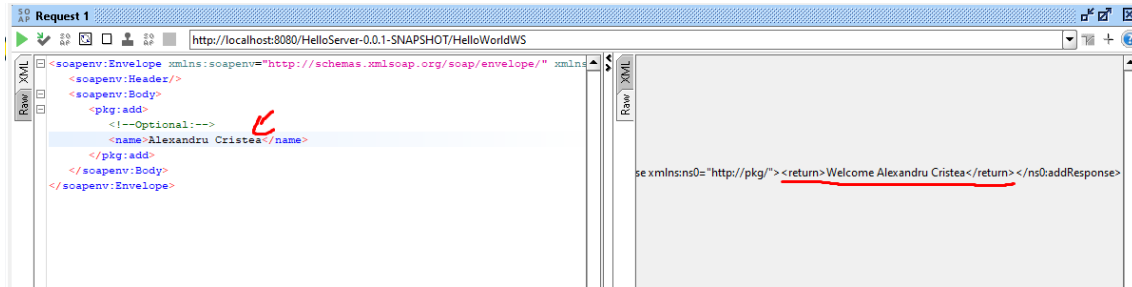 SO AP Request 1
http://localhost:8080/HelloServer-0.0.1-SNAPSHOT/HelloWorldWS
XML
Raw
<soapenv:Envelope xmlns:soapenv="http://schemas.xmlsoap.org/soap/envelope/" xmlns
<soapenv:Header/>
<soapenv:Body>
<pkg:add>
<!--Optional:-->
<name>Alexandru Cristea</name>
</pkg:add>
</soapenv:Body>
</soapenv:Envelope>
XML
Raw
se xmlns:ns0="http://pkg/"><return>Welcome Alexandru Cristea</return></ns0:addResponse>